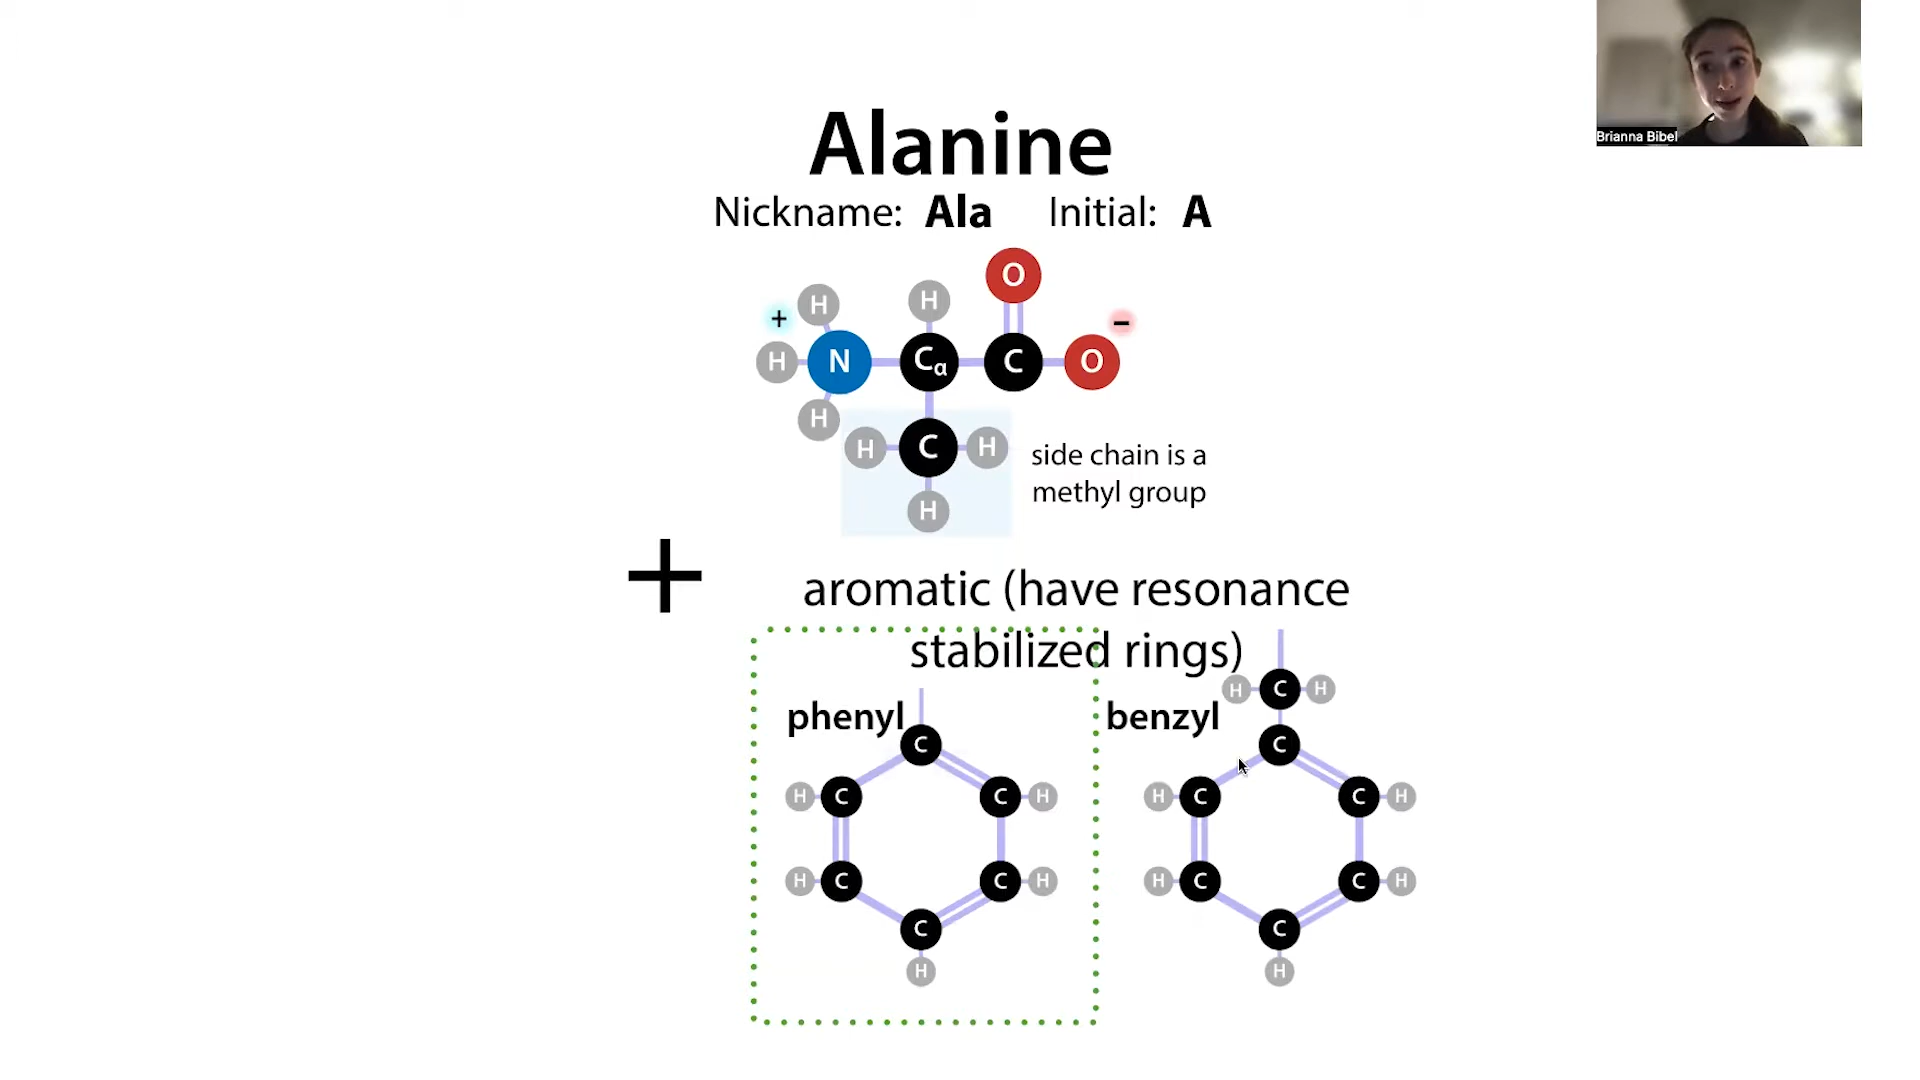 Brianna Bibel
Alanine
Nickname: Ala Initial: A
O
H H
+ −
H N Cα C O
H
H C H
side chain is a
methyl group
H
+
aromatic (have resonance
stabilized rings)
H C H
phenyl benzyl
C C
H C C H H C C H
H C C H H C C H
C C
H H